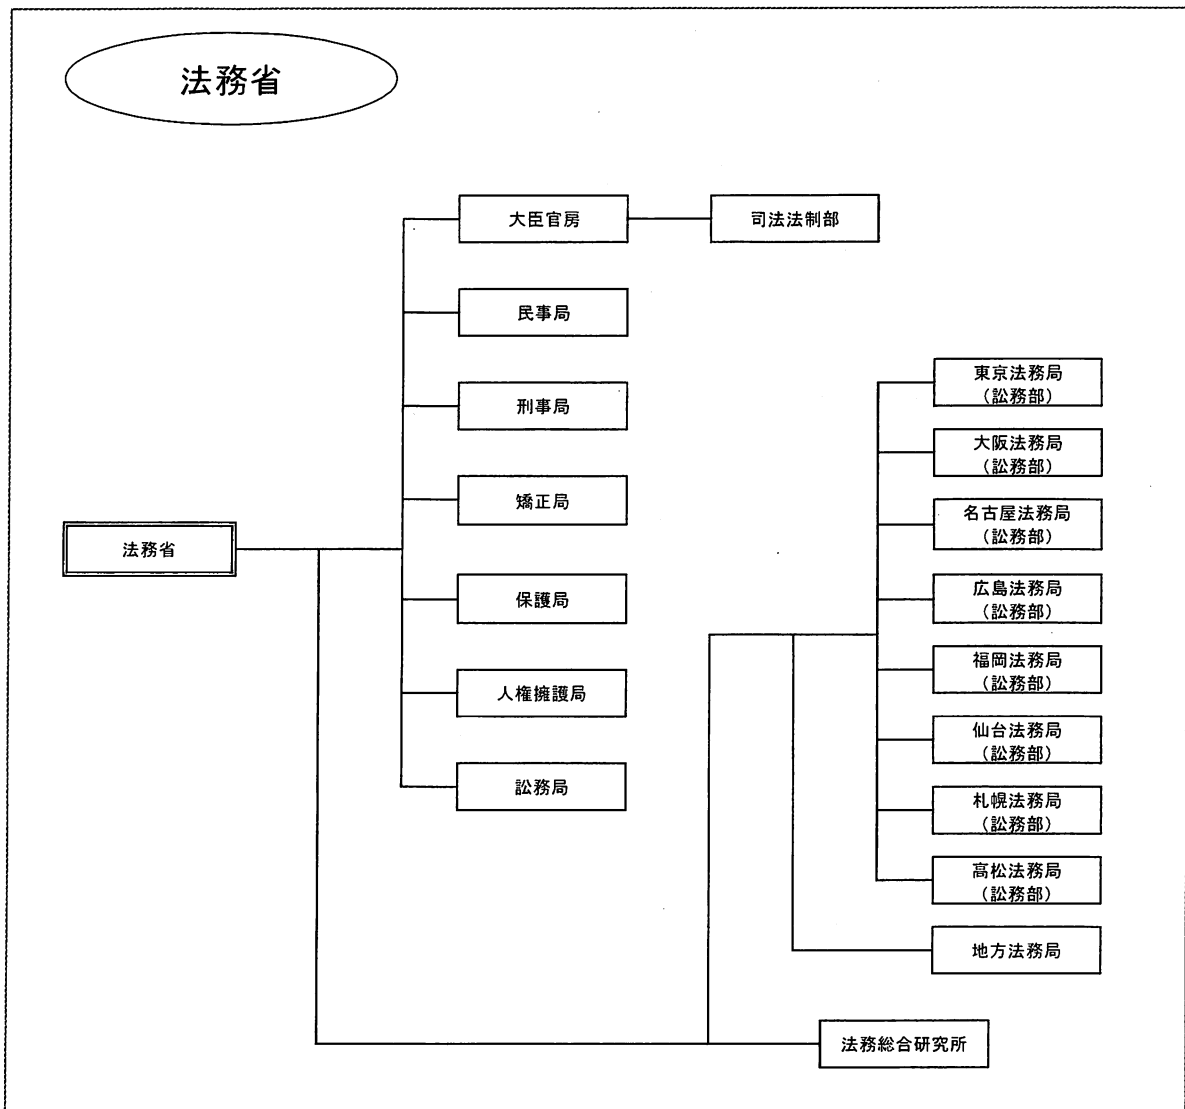 法務省
大臣官房
司法法制部
民事局
刑事局
矯正局
法務省
保護局
人権擁護局
訟務局
東京法務局
（訟務部）
大阪法務局
（訟務部）
名古屋法務局
（訟務部）
広島法務局
（訟務部）
福岡法務局
（訟務部）
仙台法務局
（訟務部）
札幌法務局
（訟務部）
高松法務局
（訟務部）
地方法務局
法務総合研究所